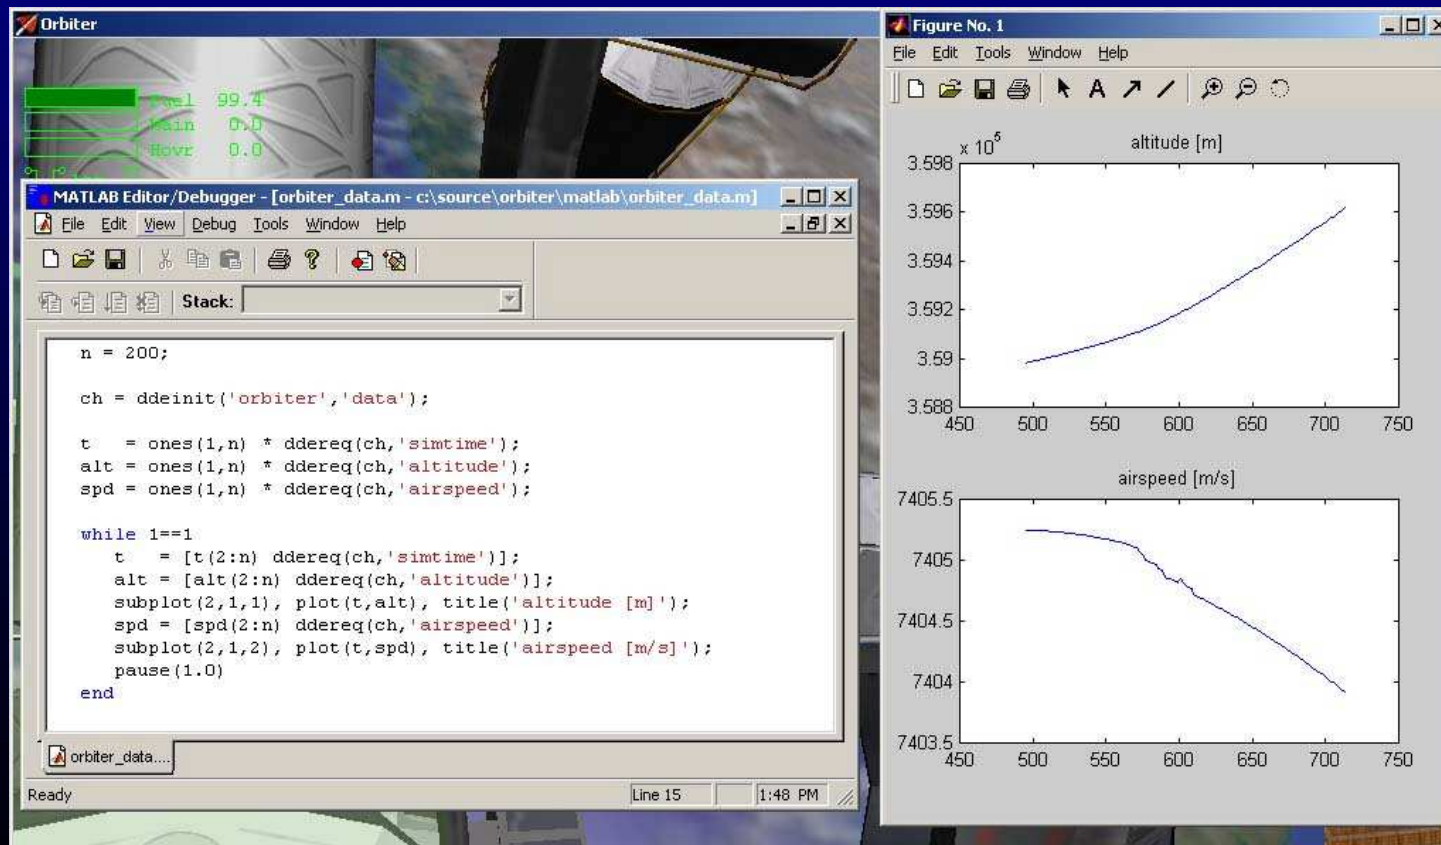 Orbiter
Fuel 99.4
Main 0.0
Hovr 0.0
MATLAB Editor/Debugger - [orbiter_data.m - c:\source\orbiter\matlab\orbiter_data.m]
File Edit View Debug Tools Window Help
Stack:
n = 200;
ch = ddeinit('orbiter','data');
t = ones(1,n) * ddereq(ch,'simtime');
alt = ones(1,n) * ddereq(ch,'altitude');
spd = ones(1,n) * ddereq(ch,'airspeed');
while 1==1
t = [t(2:n) ddereq(ch,'simtime')];
alt = [alt(2:n) ddereq(ch,'altitude')];
subplot(2,1,1), plot(t,alt), title('altitude [m]');
spd = [spd(2:n) ddereq(ch,'airspeed')];
subplot(2,1,2), plot(t,spd), title('airspeed [m/s]');
pause(1.0)
end
orbiter_data....
Ready Line 15 1:48 PM
Figure No. 1
File Edit Tools Window Help
A
x 10^5 altitude [m]
3.598
3.596
3.594
3.592
3.59
3.588
450 500 550 600 650 700 750
airspeed [m/s]
7405.5
7405
7404.5
7404
7403.5
450 500 550 600 650 700 750